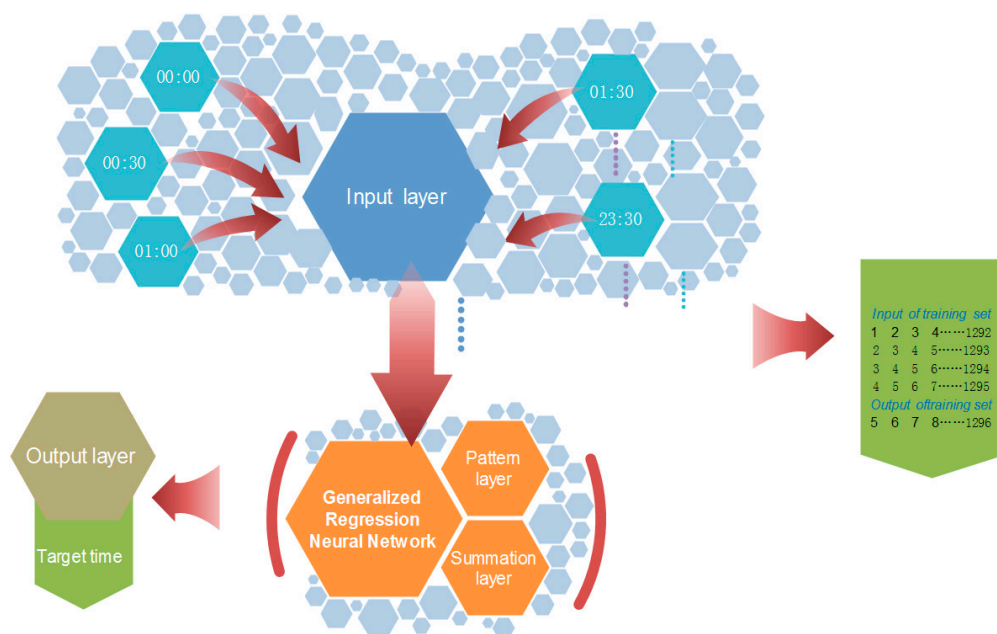 00:00
00:30
01:00
Input layer
01:30
23:30
Input of training set
1 2 3 4······1292
2 3 4 5······1293
3 4 5 6······1294
4 5 6 7······1295
Output oftraining set
5 6 7 8······1296
Output layer
Target time
Generalized
Regression
Neural Network
Pattern
layer
Summation
layer